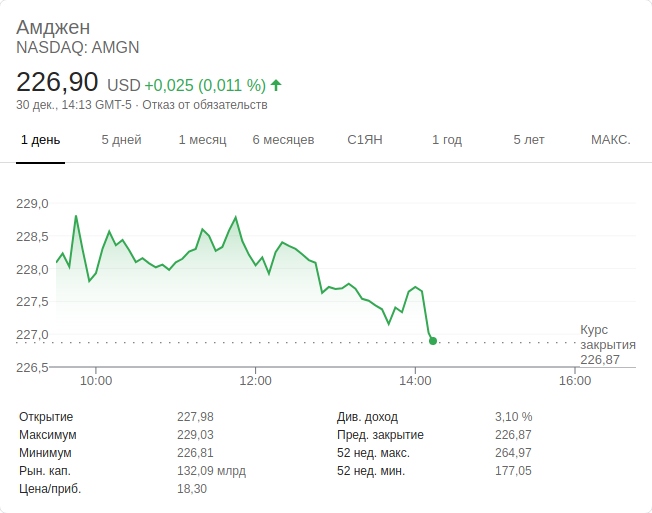 Амджен
NASDAQ: AMGN
226,90 USD +0,025 (0,011 %)
30 дек., 14:13 GMT-5 · Отказ от обязательств
1 день 5 дней 1 месяц 6 месяцев С1ЯН 1 год 5 лет МАКС.
229,0
228,5
228,0
227,5
227,0
226,5
Курс
закрытия
226,87
10:00 12:00 14:00 16:00
Открытие 227,98 Див. доход 3,10 %
Максимум 229,03 Пред. закрытие 226,87
Минимум 226,81 52 нед. макс. 264,97
Рын. кап. 132,09 млрд 52 нед. мин. 177,05
Цена/приб. 18,30